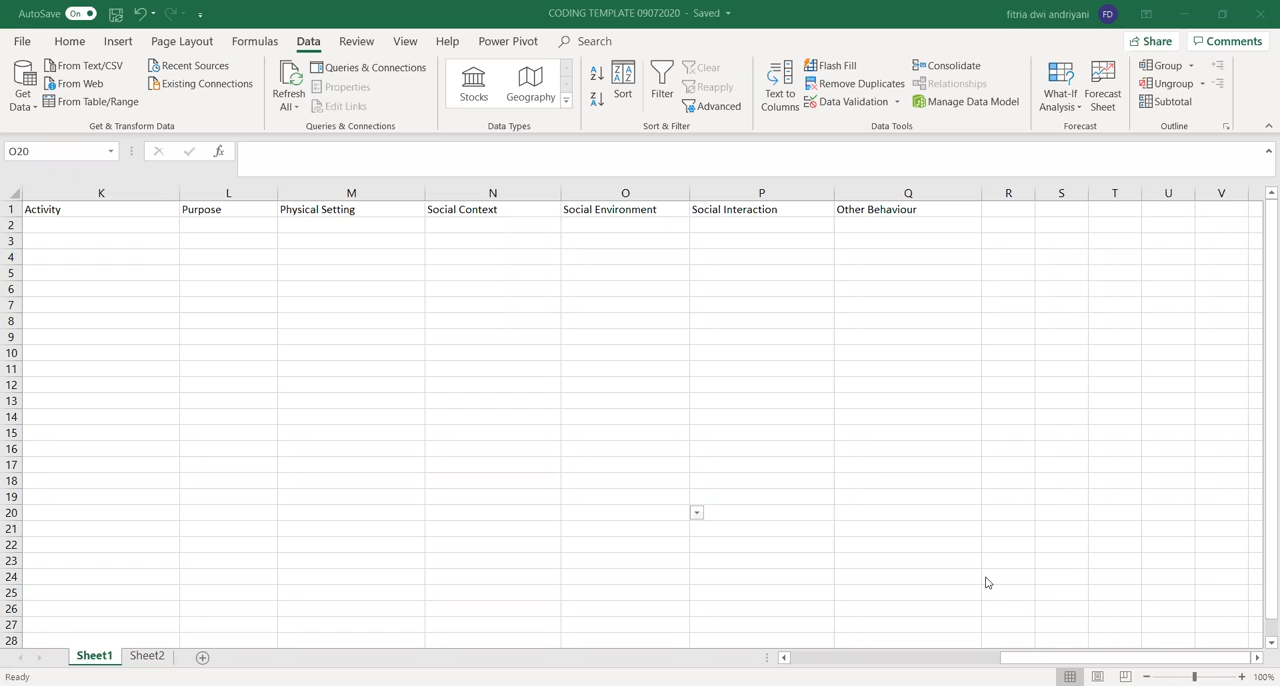 AutoSave On CODING TEMPLATE 09072020 - Saved fitria dwi andriyani FD
File Home Insert Page Layout Formulas Data Review View Help Power Pivot Search Share Comments
Get Data
From Text/CSV
From Web
From Table/Range
Recent Sources
Existing Connections
Get & Transform Data
Refresh All
Queries & Connections
Properties
Edit Links
Queries & Connections
Stocks Geography
Data Types
Sort
Filter
Clear
Reapply
Advanced
Sort & Filter
Text to Columns
Flash Fill
Remove Duplicates
Data Validation
Consolidate
Relationships
Manage Data Model
Data Tools
What-If Analysis
Forecast Sheet
Forecast
Group
Ungroup
Subtotal
Outline
O20 fx
K L M N O P Q R S T U V
1 Activity Purpose Physical Setting Social Context Social Environment Social Interaction Other Behaviour
2
3
4
5
6
7
8
9
10
11
12
13
14
15
16
17
18
19
20
21
22
23
24
25
26
27
28
Sheet1 Sheet2
Ready 100%